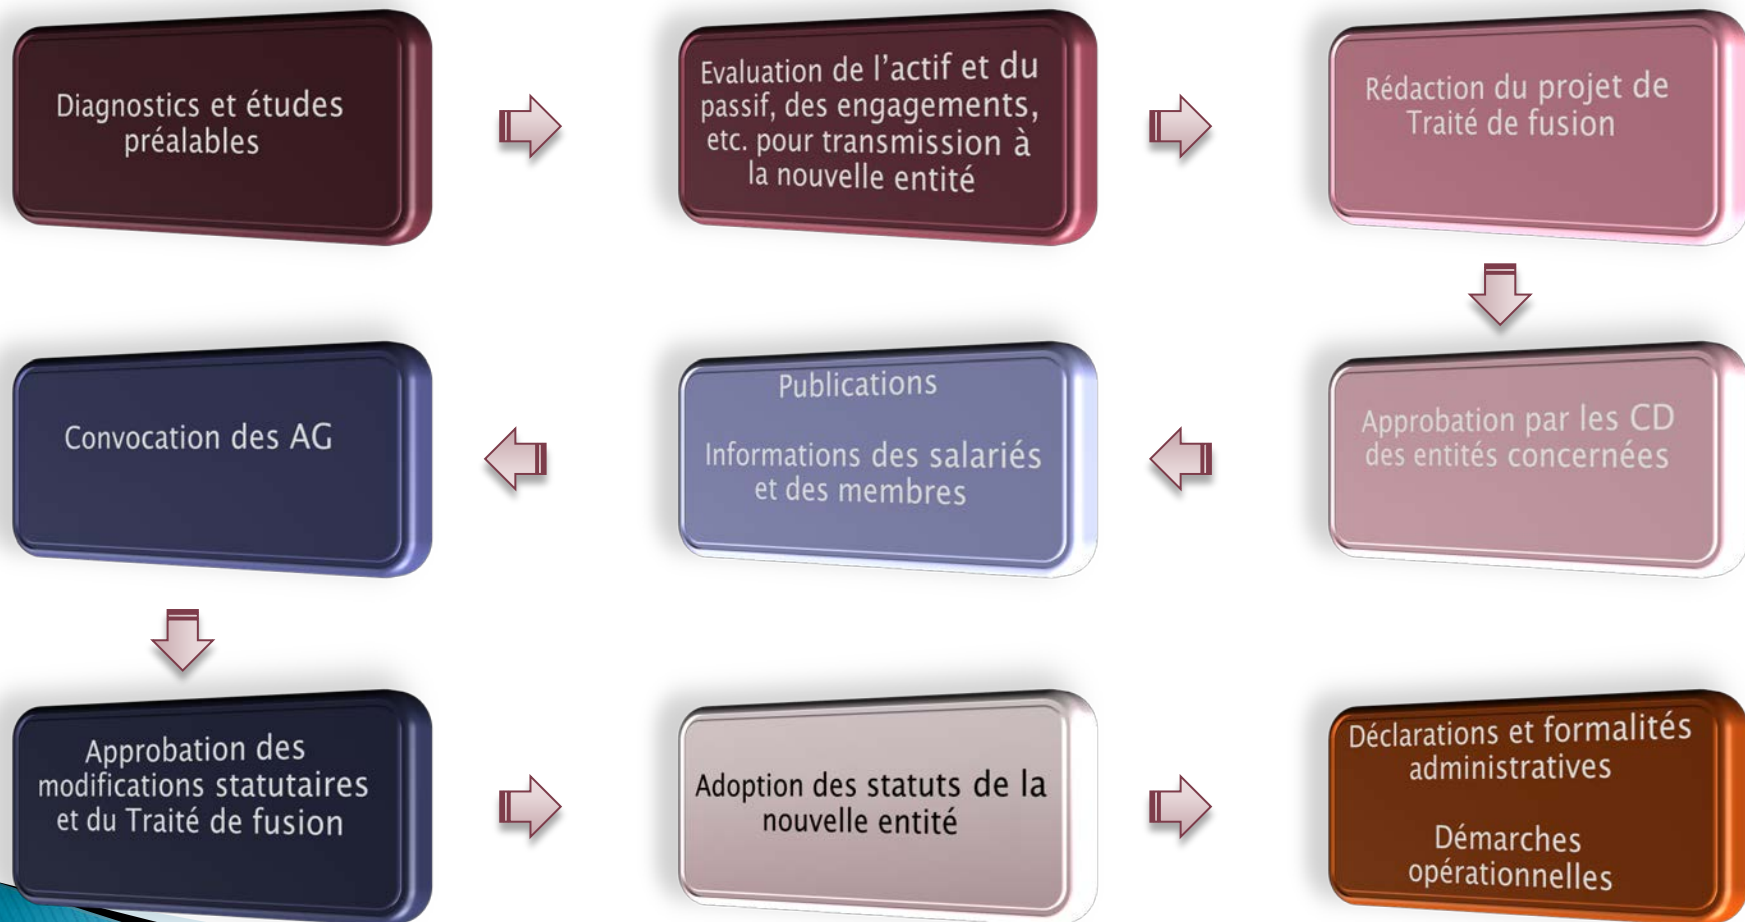 Diagnostics et études
préalables
Evaluation de l'actif et du
passif, des engagements,
etc. pour transmission à
la nouvelle entité
Rédaction du projet de
Traité de fusion
Approbation par les CD
des entités concernées
Publications
Informations des salariés
et des membres
Convocation des AG
Approbation des
modifications statutaires
et du Traité de fusion
Adoption des statuts de la
nouvelle entité
Déclarations et formalités
administratives
Démarches
opérationnelles